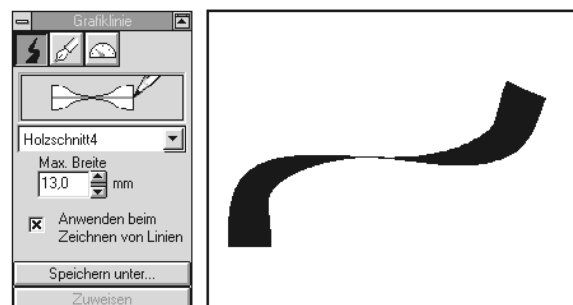 Grafiklinie
Holzschnitt4
Max. Breite
13,0 mm
Anwenden beim
Zeichnen von Linien
Speichern unter...
Zuweisen